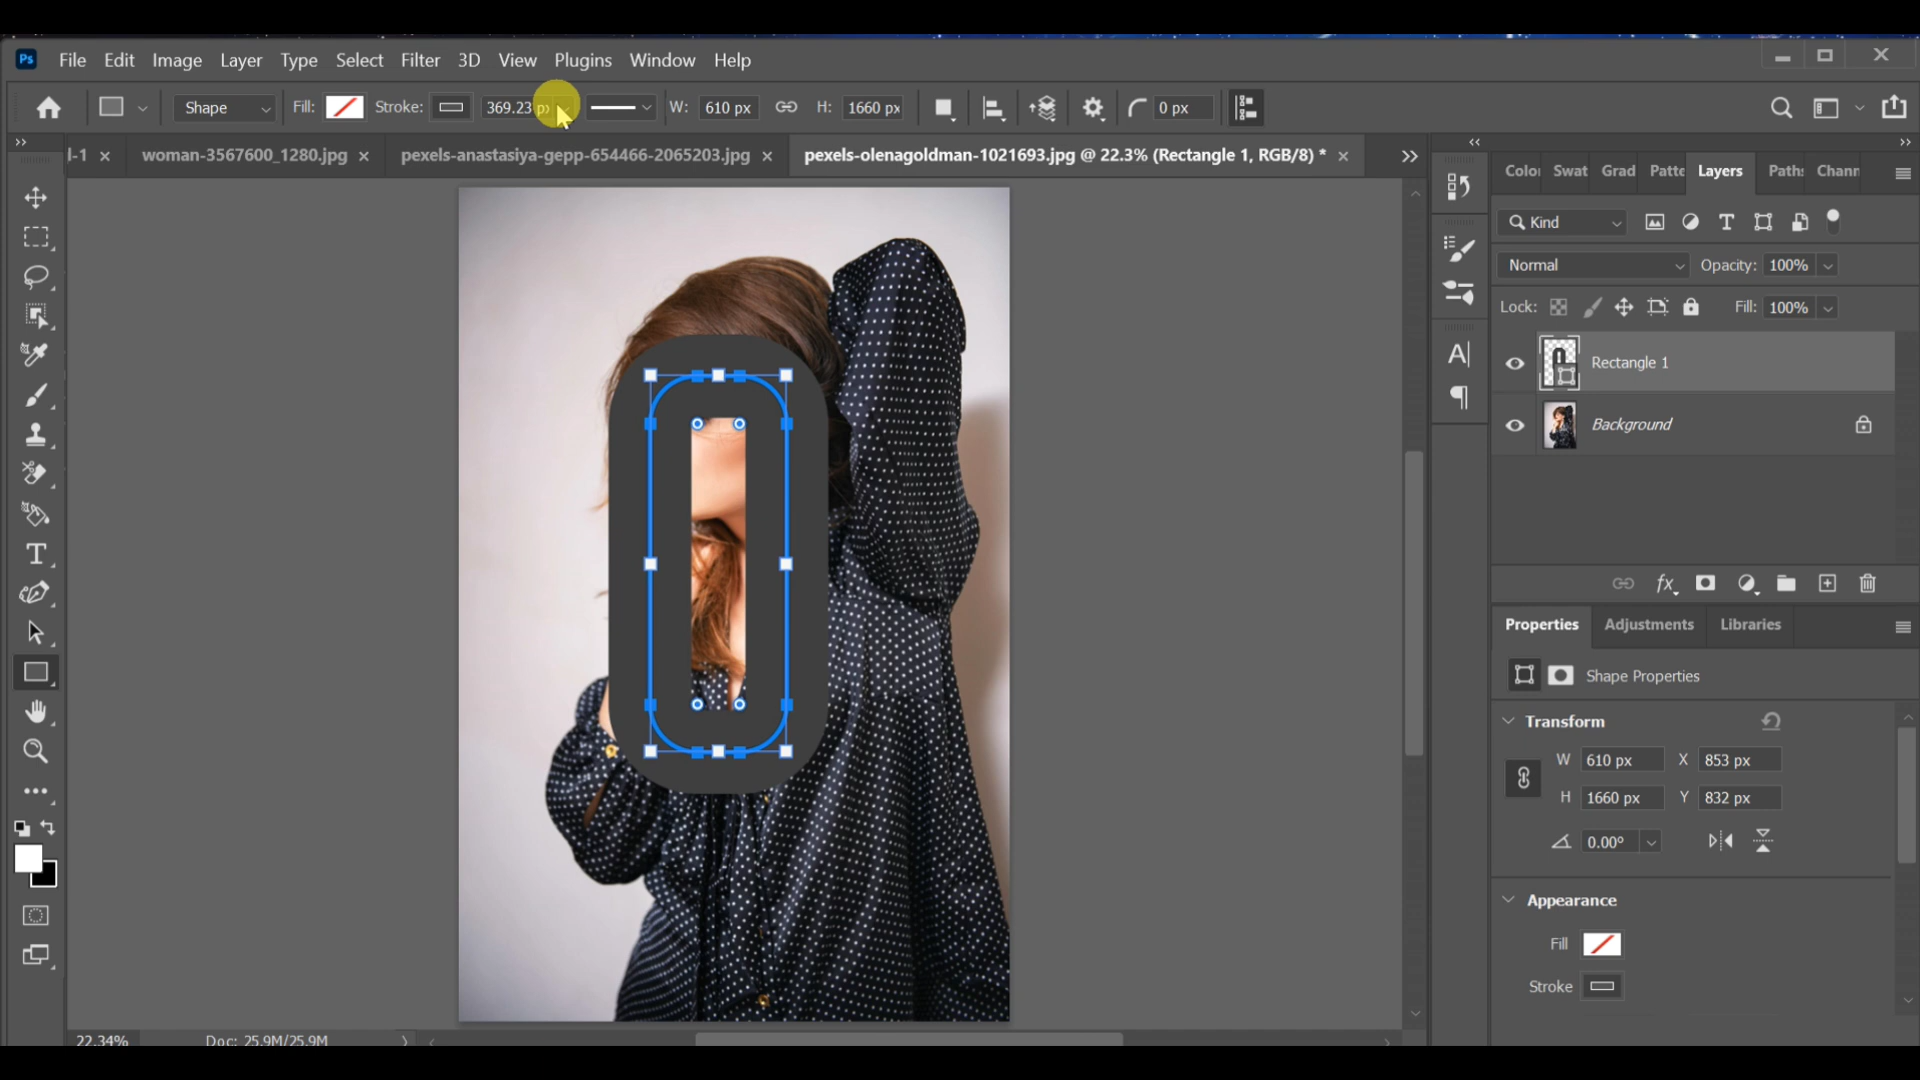 Ps File Edit Image Layer Type Select Filter 3D View Plugins Window Help
Shape Fill: Stroke: 369.23 px W: 610 px H: 1660 px 0 px
l-1 woman-3567600_1280.jpg pexels-anastasiya-gepp-654466-2065203.jpg pexels-olenagoldman-1021693.jpg @ 22.3% (Rectangle 1, RGB/8) *
Color Swat Grad Patte Layers Paths Chann
Kind
Normal Opacity: 100%
Lock: Fill: 100%
Rectangle 1
Background
Properties Adjustments Libraries
Shape Properties
Transform
W 610 px X 853 px
H 1660 px Y 832 px
0.00°
Appearance
Fill
Stroke
22.34% Doc: 25.9M/25.9M